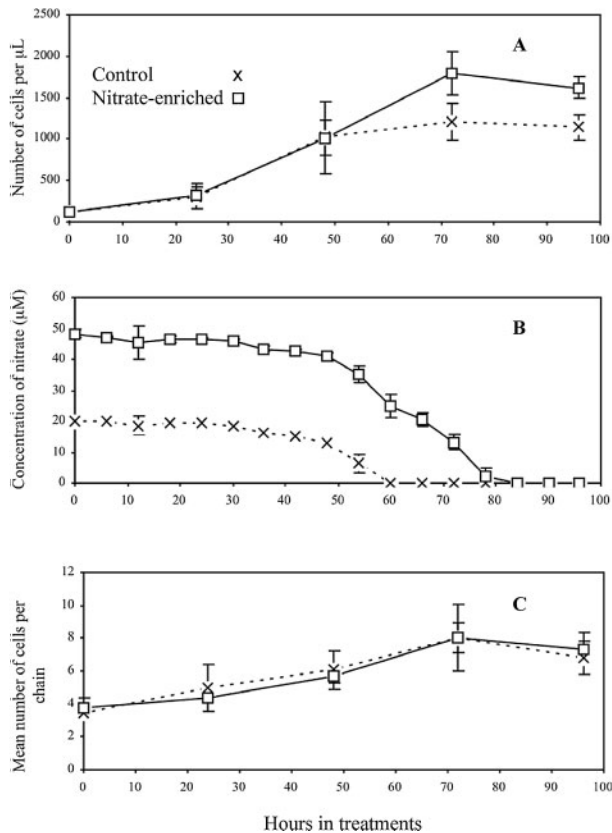 A
Number of cells per µL
2500
2000
1500
1000
500
0
Control
Nitrate-enriched
0 10 20 30 40 50 60 70 80 90 100
B
Concentration of nitrate (µM)
60
50
40
30
20
10
0
0 10 20 30 40 50 60 70 80 90 100
C
Mean number of cells per
chain
12
10
8
6
4
2
0
0 10 20 30 40 50 60 70 80 90 100
Hours in treatments